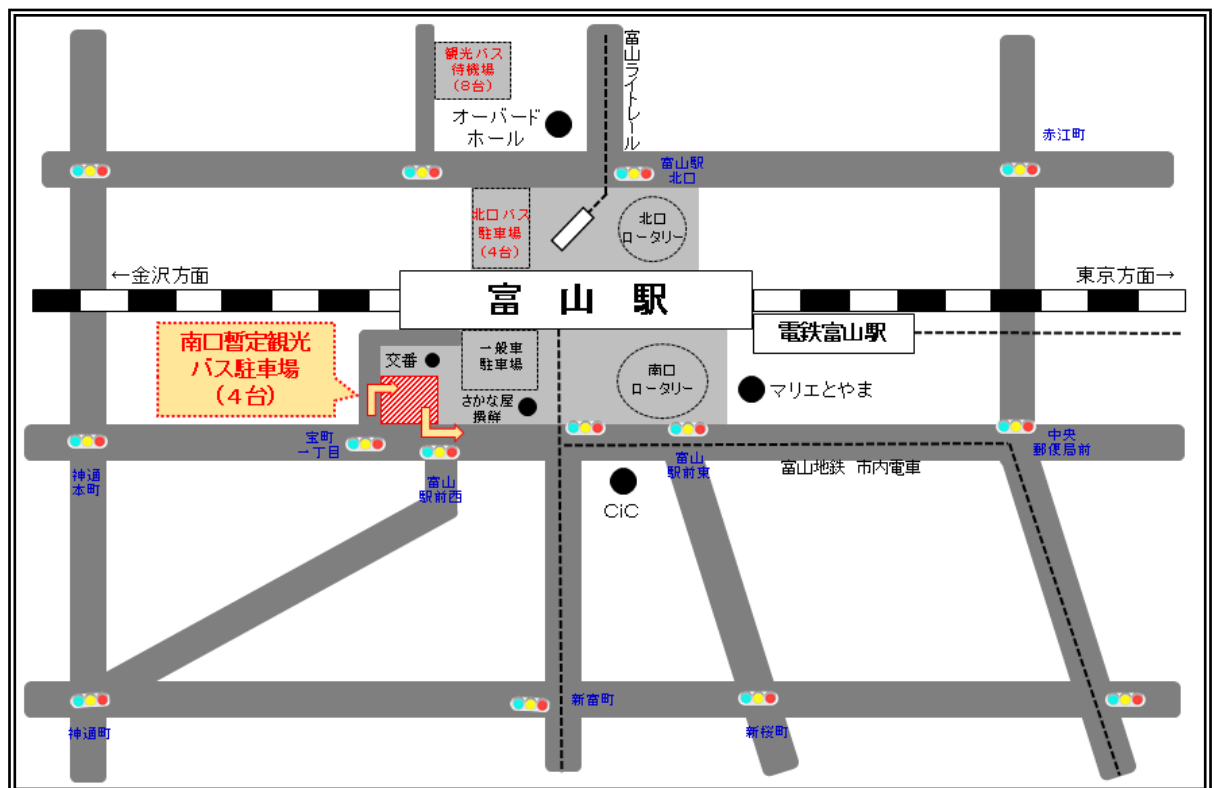 観光バス
待機場
(8台)
富山ライトレール
オーバード
ホール
赤江町
富山駅
北口
北口バス
駐車場
(4台)
北口
ロータリー
←金沢方面
東京方面→
富山駅
電鉄富山駅
南口暫定観光
バス駐車場
(4台)
交番
一般車
駐車場
南口
ロータリー
さかな屋
撰鮮
マリエとやま
宝町
一丁目
神通
本町
富山
駅前西
富山
駅前東
富山地鉄 市内電車
中央
郵便局前
CiC
新富町
神通町
新桜町